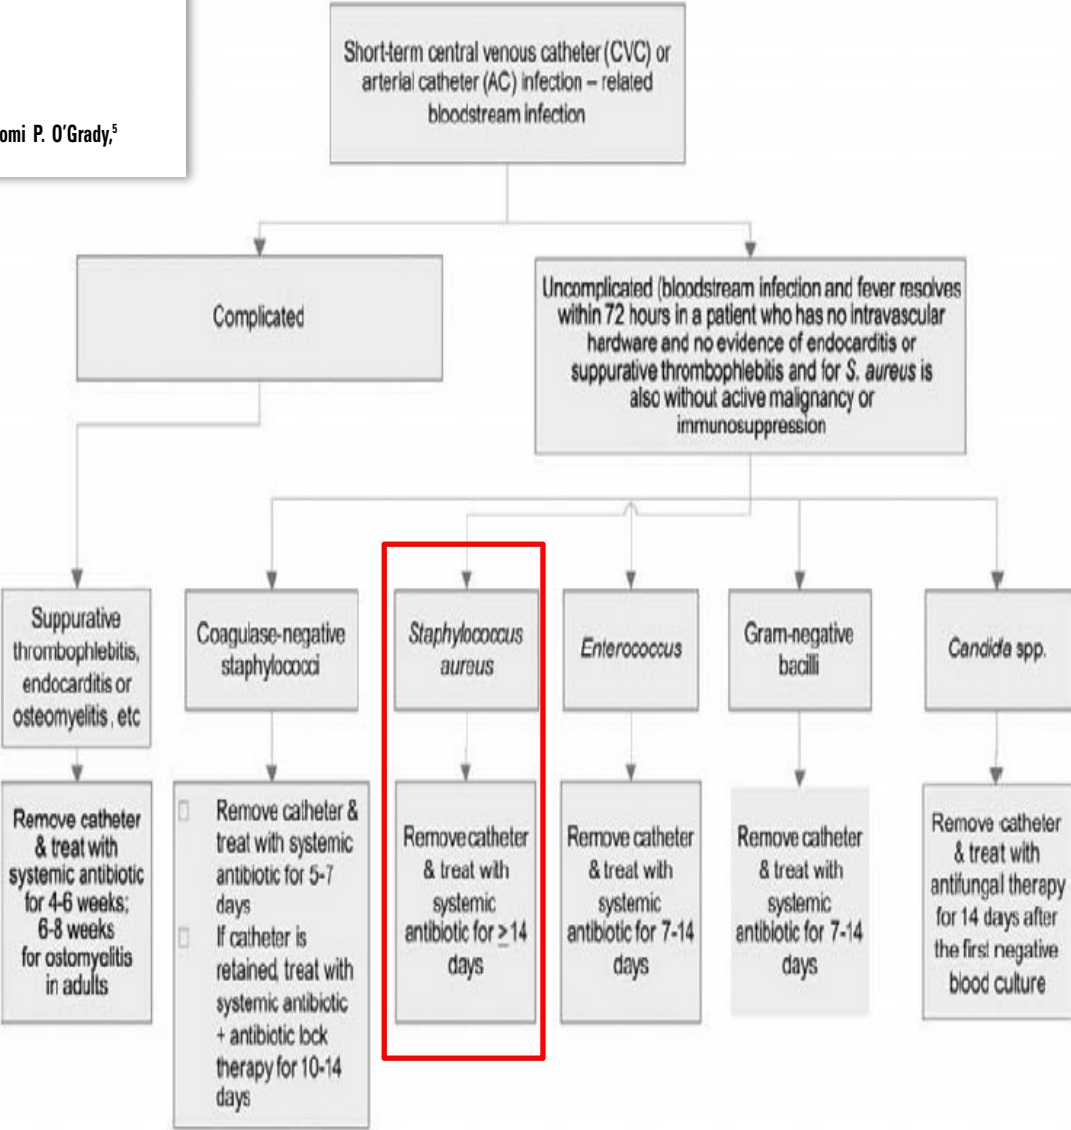 omi P. O'Grady,⁵
Short-term central venous catheter (CVC) or
arterial catheter (AC) infection – related
bloodstream infection
Complicated
Uncomplicated (bloodstream infection and fever resolves
within 72 hours in a patient who has no intravascular
hardware and no evidence of endocarditis or
suppurative thrombophlebitis and for S. aureus is
also without active malignancy or
immunosuppression
Suppurative
thrombophlebitis,
endocarditis or
osteomyelitis, etc
Coagulase-negative
staphylococci
Staphylococcus
aureus
Enterococcus
Gram-negative
bacilli
Candida spp.
Remove catheter
& treat with
systemic antibiotic
for 4-6 weeks;
6-8 weeks
for ostomyelitis
in adults
Remove catheter &
treat with systemic
antibiotic for 5-7
days
If catheter is
retained, treat with
systemic antibiotic
+ antibiotic lock
therapy for 10-14
days
Remove catheter
& treat with
systemic
antibiotic for ≥ 14
days
Remove catheter
& treat with
systemic
antibiotic for 7-14
days
Remove catheter
& treat with
systemic
antibiotic for 7-14
days
Remove catheter
& treat with
antifungal therapy
for 14 days after
the first negative
blood culture